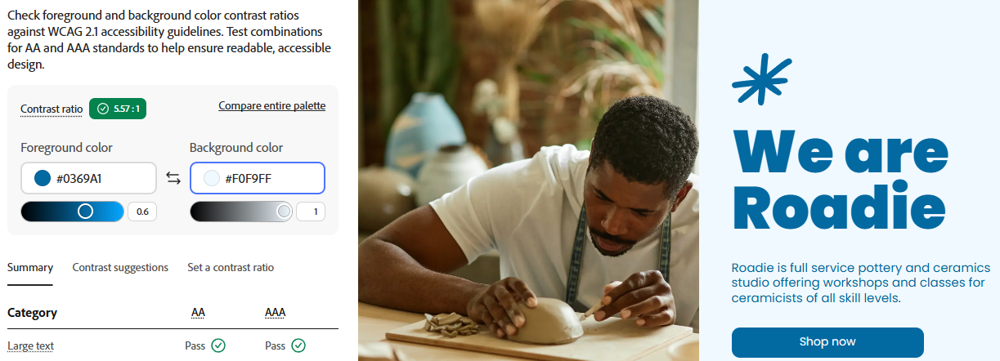 Check foreground and background color contrast ratios
against WCAG 2.1 accessibility guidelines. Test combinations
for AA and AAA standards to help ensure readable, accessible
design.
Contrast ratio 5.57 : 1 Compare entire palette
Foreground color Background color
#0369A1 #F0F9FF
0.6 1
Summary Contrast suggestions Set a contrast ratio
Category AA AAA
Large text Pass Pass
We are
Roadie
Roadie is full service pottery and ceramics
studio offering workshops and classes for
ceramicists of all skill levels.
Shop now